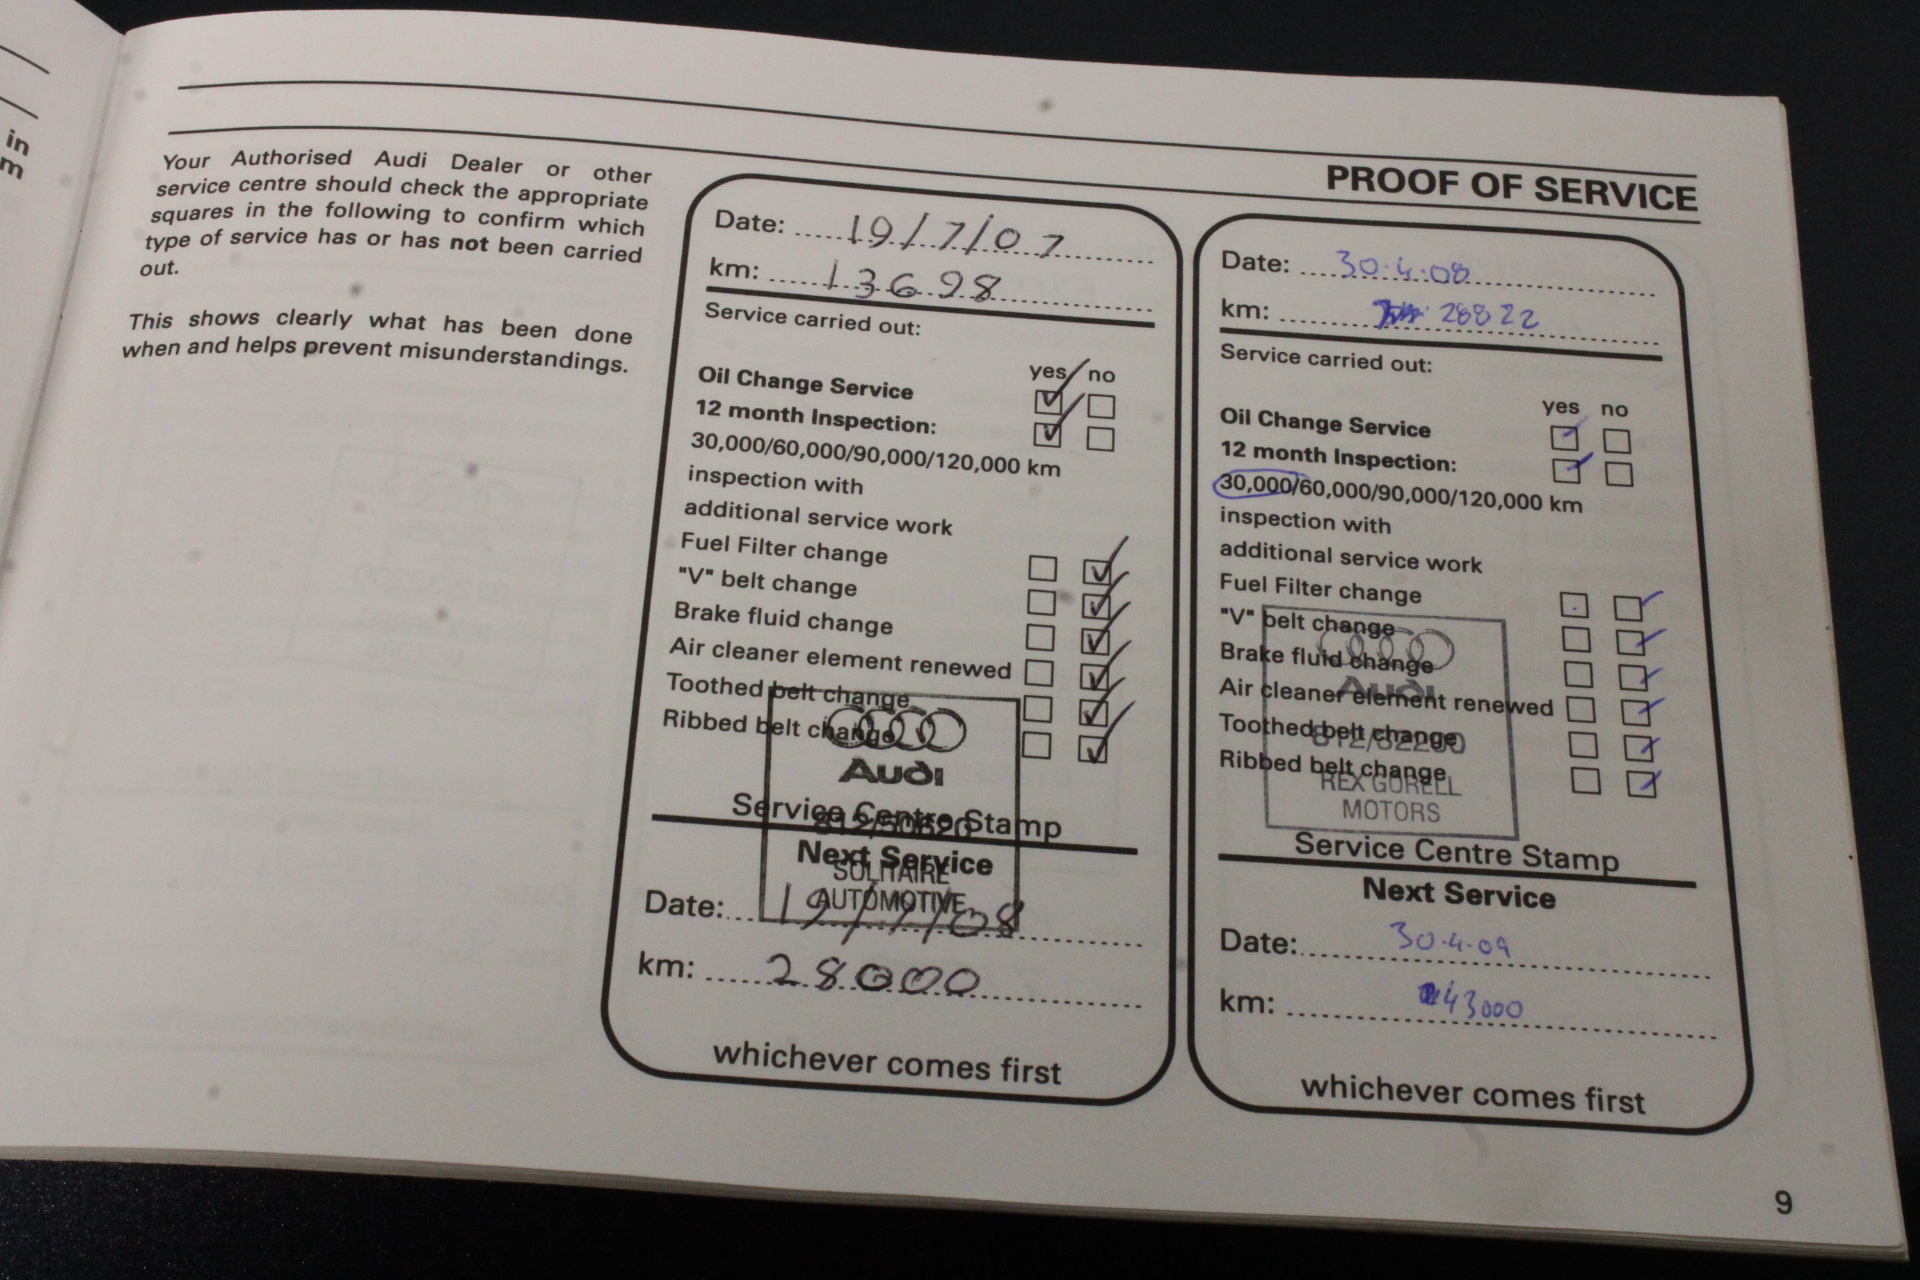 in
m
PROOF OF SERVICE
Your Authorised Audi Dealer or other
service centre should check the appropriate
squares in the following to confirm which
type of service has or has not been carried
out.
This shows clearly what has been done
when and helps prevent misunderstandings.
Date: 19/7/07
km: 13698
Service carried out:
yes no
Oil Change Service
12 month Inspection:
30,000/60,000/90,000/120,000 km
inspection with
additional service work
Fuel Filter change
"V" belt change
Brake fluid change
Air cleaner element renewed
Toothed belt change
Ribbed belt change
Audi
Service Centre Stamp
812/50620
Next Service
SOLITAIRE
AUTOMOTIVE
Date: 19/7/08
km: 28000
whichever comes first
Date: 30.4.08
km: 28822
Service carried out:
yes no
Oil Change Service
12 month Inspection:
30,000/60,000/90,000/120,000 km
inspection with
additional service work
Fuel Filter change
"V" belt change
Brake fluid change
Audi
Air cleaner element renewed
Toothed belt change
812/32200
Ribbed belt change
REX GORELL
MOTORS
Service Centre Stamp
Next Service
Date: 30.4.09
km: 43000
whichever comes first
9